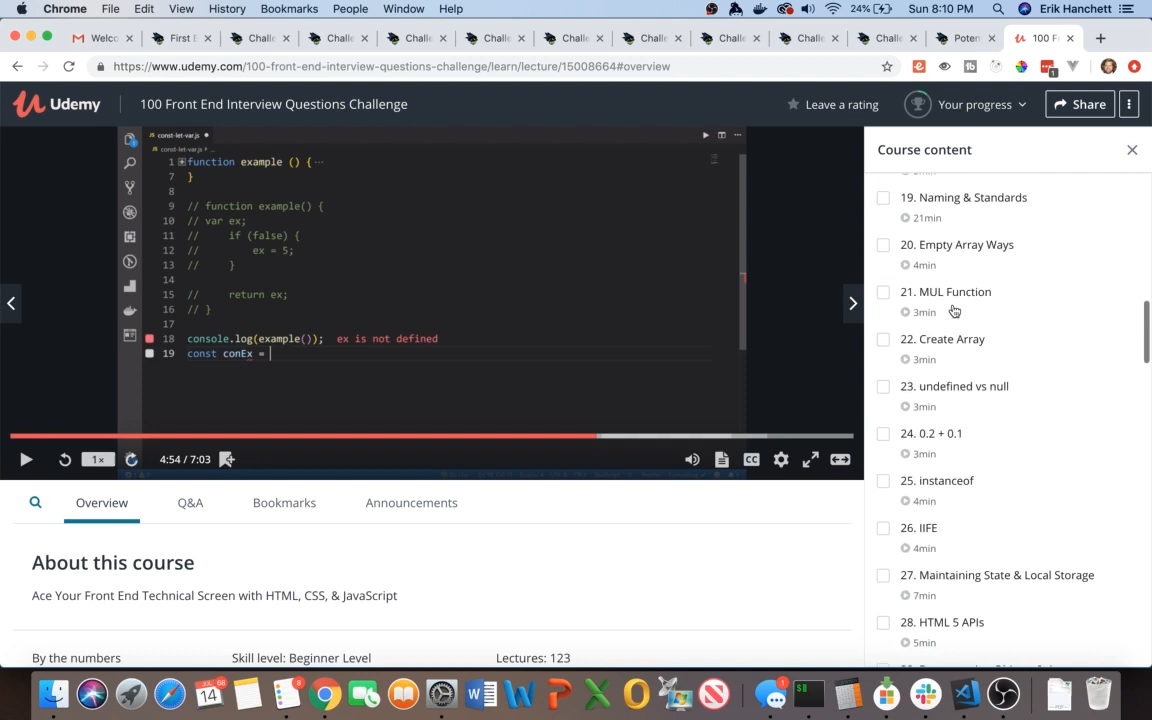 Chrome File Edit View History Bookmarks People Window Help 24% Sun 8:10 PM Erik Hanchett
Welco First E Challe Challe Challe Challe Challe Challe Challe Challe Challe Poten 100 Fr
https://www.udemy.com/100-front-end-interview-questions-challenge/learn/lecture/15008664#overview
Udemy 100 Front End Interview Questions Challenge Leave a rating Your progress Share
const-let-var.js
const-let-var.js > ..
1 function example () { ...
7 }
8
9 // function example() {
10 // var ex;
11 // if (false) {
12 // ex = 5;
13 // }
14
15 // return ex;
16 // }
17
18 console.log(example()); ex is not defined
19 const conEx =
1x 4:54 / 7:03 CC
Course content
19. Naming & Standards
21min
20. Empty Array Ways
4min
21. MUL Function
3min
22. Create Array
3min
23. undefined vs null
3min
24. 0.2 + 0.1
3min
25. instanceof
4min
26. IIFE
4min
27. Maintaining State & Local Storage
7min
28. HTML 5 APIs
5min
Overview Q&A Bookmarks Announcements
About this course
Ace Your Front End Technical Screen with HTML, CSS, & JavaScript
By the numbers Skill level: Beginner Level Lectures: 123